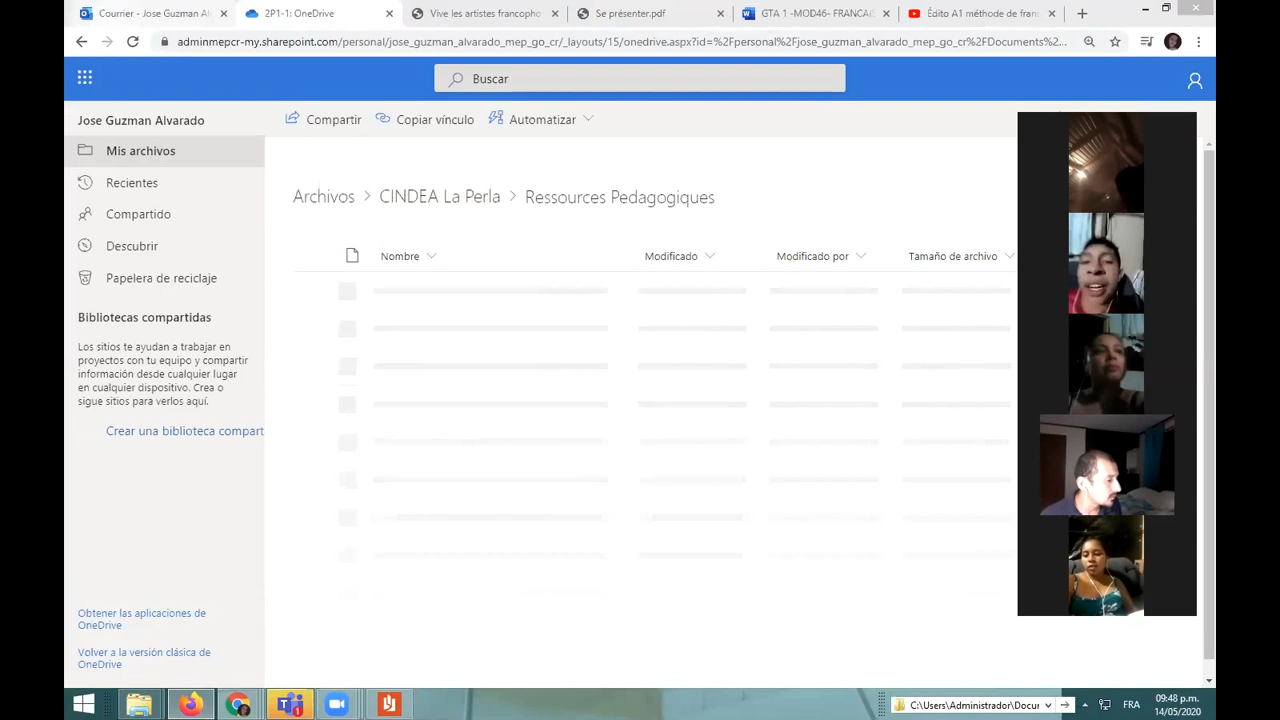 Courrier - Jose Guzman Al
2P1-1: OneDrive
Vive les artistes francopho
Se présenter.pdf
GTA 1 -MOD46- FRANCA(S
Édito A1 méthode de fran
adminmepcr-my.sharepoint.com/personal/jose_guzman_alvarado_mep_go_cr/_layouts/15/onedrive.aspx?id=%2Fpersonal%2Fjose_guzman_alvarado_mep_go_cr%2FDocuments%2...
Buscar
Jose Guzman Alvarado
Compartir
Copiar vínculo
Automatizar
Mis archivos
Recientes
Compartido
Descubrir
Papelera de reciclaje
Bibliotecas compartidas
Los sitios te ayudan a trabajar en
proyectos con tu equipo y compartir
información desde cualquier lugar
en cualquier dispositivo. Crea o
sigue sitios para verlos aquí.
Crear una biblioteca compart
Obtener las aplicaciones de
OneDrive
Volver a la versión clásica de
OneDrive
Archivos > CINDEA La Perla > Ressources Pedagogiques
Nombre
Modificado
Modificado por
Tamaño de archivo
C:\Users\Administrador\Docur
FRA
09:48 p.m.
14/05/2020